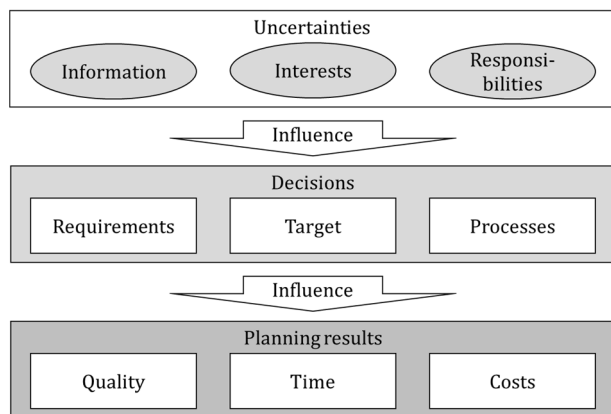 Uncertainties
Information
Interests
Responsi-
bilities
Influence
Decisions
Requirements
Target
Processes
Influence
Planning results
Quality
Time
Costs